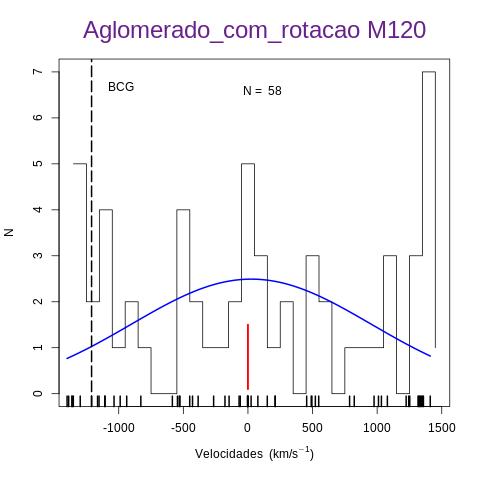 Aglomerado_com_rotacao M120
BCG
N = 58
7
6
5
4
3
2
1
0
N
-1000 -500 0 500 1000 1500
Velocidades (km/s⁻¹)